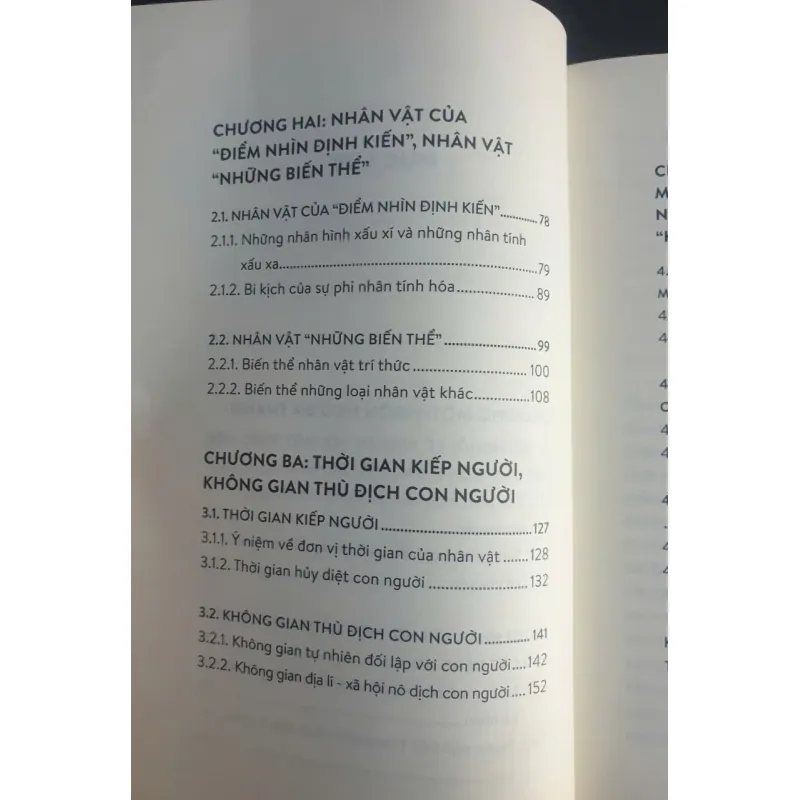 CHƯƠNG HAI: NHÂN VẬT CỦA
“ĐIỂM NHÌN ĐỊNH KIẾN”, NHÂN VẬT
“NHỮNG BIẾN THỂ”
2.1. NHÂN VẬT CỦA “ĐIỂM NHÌN ĐỊNH KIẾN”............78
2.1.1. Những nhân hình xấu xí và những nhân tính
xấu xa................................................................79
2.1.2. Bi kịch của sự phi nhân tính hóa....................89
2.2. NHÂN VẬT “NHỮNG BIẾN THỂ”........................99
2.2.1. Biến thể nhân vật trí thức............................ 100
2.2.2. Biến thể những loại nhân vật khác...............108
CHƯƠNG BA: THỜI GIAN KIẾP NGƯỜI,
KHÔNG GIAN THÙ ĐỊCH CON NGƯỜI
3.1. THỜI GIAN KIẾP NGƯỜI......................................127
3.1.1. Ý niệm về đơn vị thời gian của nhân vật.......128
3.1.2. Thời gian hủy diệt con người.........................132
3.2. KHÔNG GIAN THÙ ĐỊCH CON NGƯỜI............. 141
3.2.1. Không gian tự nhiên đối lập với con người....142
3.2.2. Không gian địa lí - xã hội nô dịch con người....152